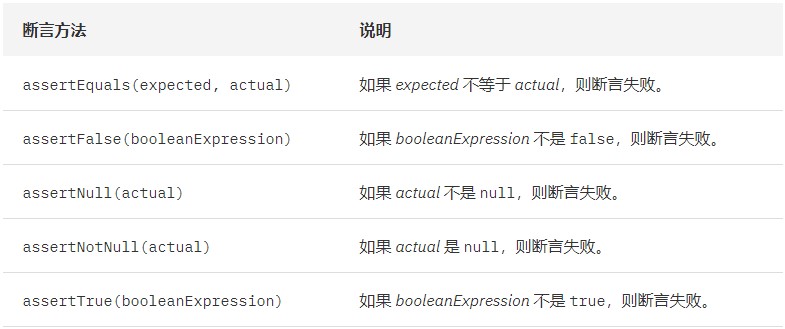 断言方法 说明
assertEquals(expected, actual) 如果 expected 不等于 actual，则断言失败。
assertFalse(booleanExpression) 如果 booleanExpression 不是 false，则断言失败。
assertNull(actual) 如果 actual 不是 null，则断言失败。
assertNotNull(actual) 如果 actual 是 null，则断言失败。
assertTrue(booleanExpression) 如果 booleanExpression 不是 true，则断言失败。